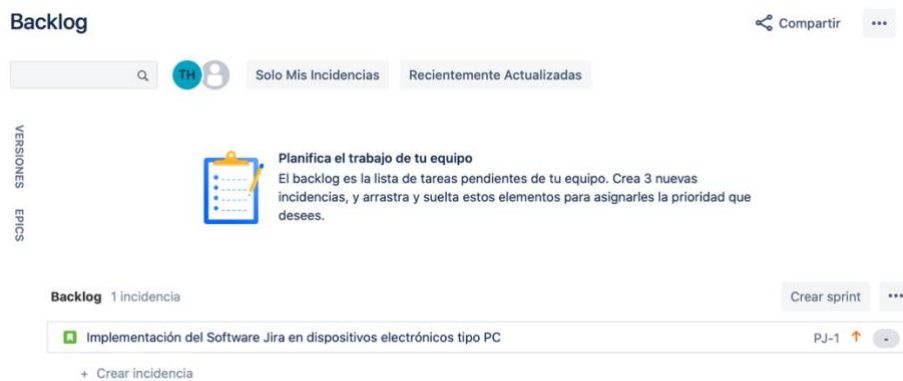 Backlog
Compartir
TH
Solo Mis Incidencias
Recientemente Actualizadas
VERSIONES
EPICS
Planifica el trabajo de tu equipo
El backlog es la lista de tareas pendientes de tu equipo. Crea 3 nuevas
incidencias, y arrastra y suelta estos elementos para asignarles la prioridad que
desees.
Backlog 1 incidencia
Crear sprint
Implementación del Software Jira en dispositivos electrónicos tipo PC
PJ-1
-
+ Crear incidencia